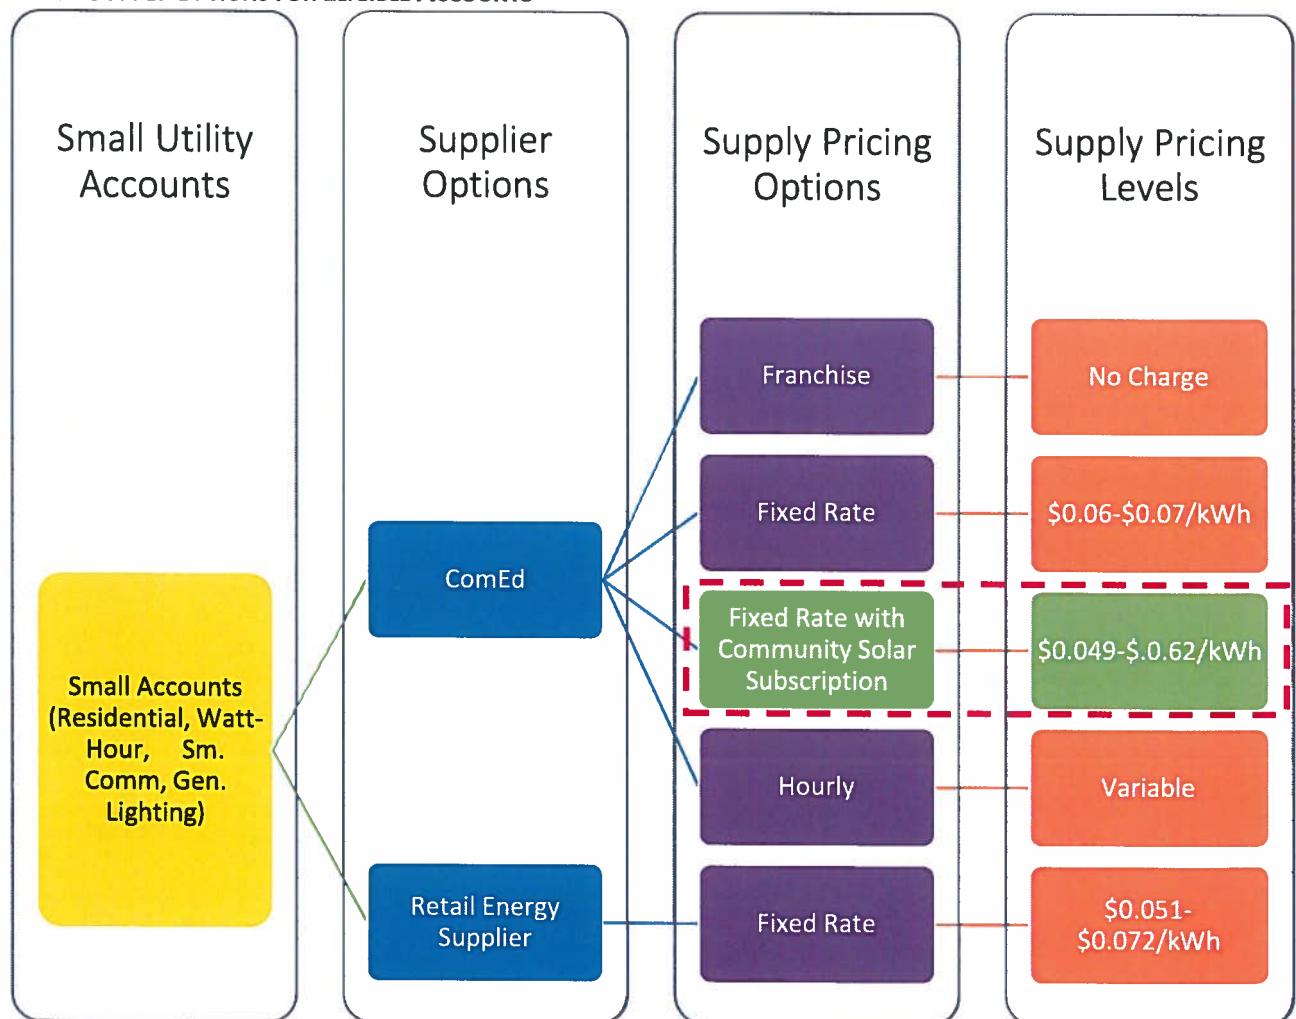 Small Utility
Accounts
Supplier
Options
Supply Pricing
Options
Supply Pricing
Levels
Small Accounts
(Residential, Watt-
Hour, Sm.
Comm, Gen.
Lighting)
ComEd
Retail Energy
Supplier
Franchise
Fixed Rate
Fixed Rate with
Community Solar
Subscription
Hourly
Fixed Rate
No Charge
$0.06-$0.07/kWh
$0.049-$.0.62/kWh
Variable
$0.051-
$0.072/kWh